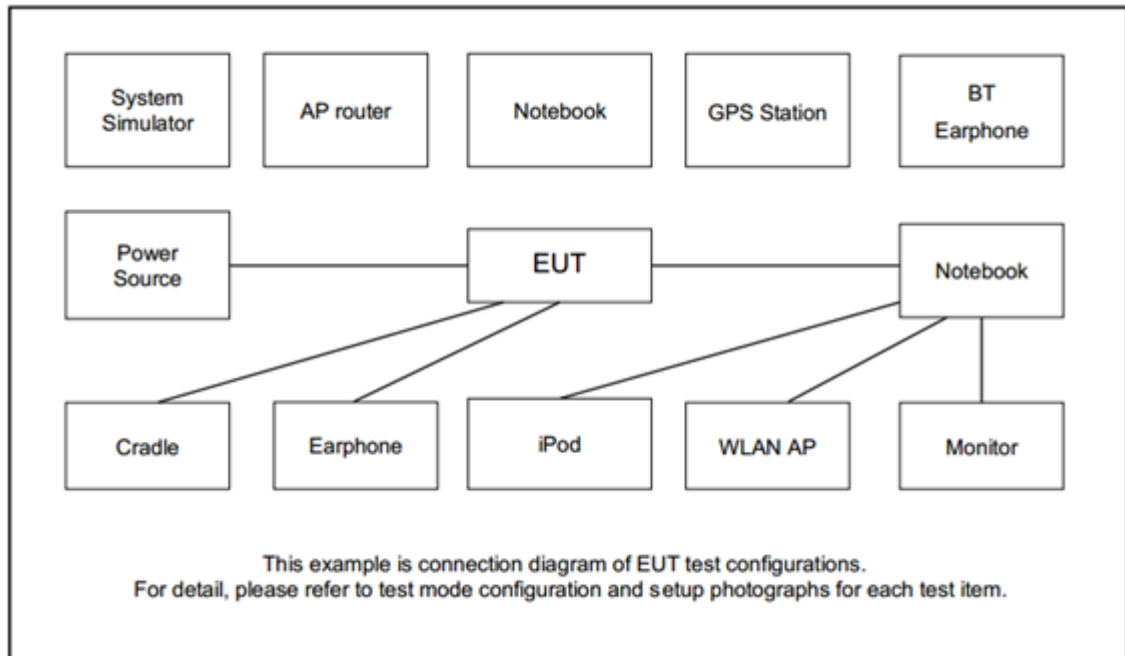 System
Simulator
AP router
Notebook
GPS Station
BT
Earphone
Power
Source
EUT
Notebook
Cradle
Earphone
iPod
WLAN AP
Monitor
This example is connection diagram of EUT test configurations.
For detail, please refer to test mode configuration and setup photographs for each test item.